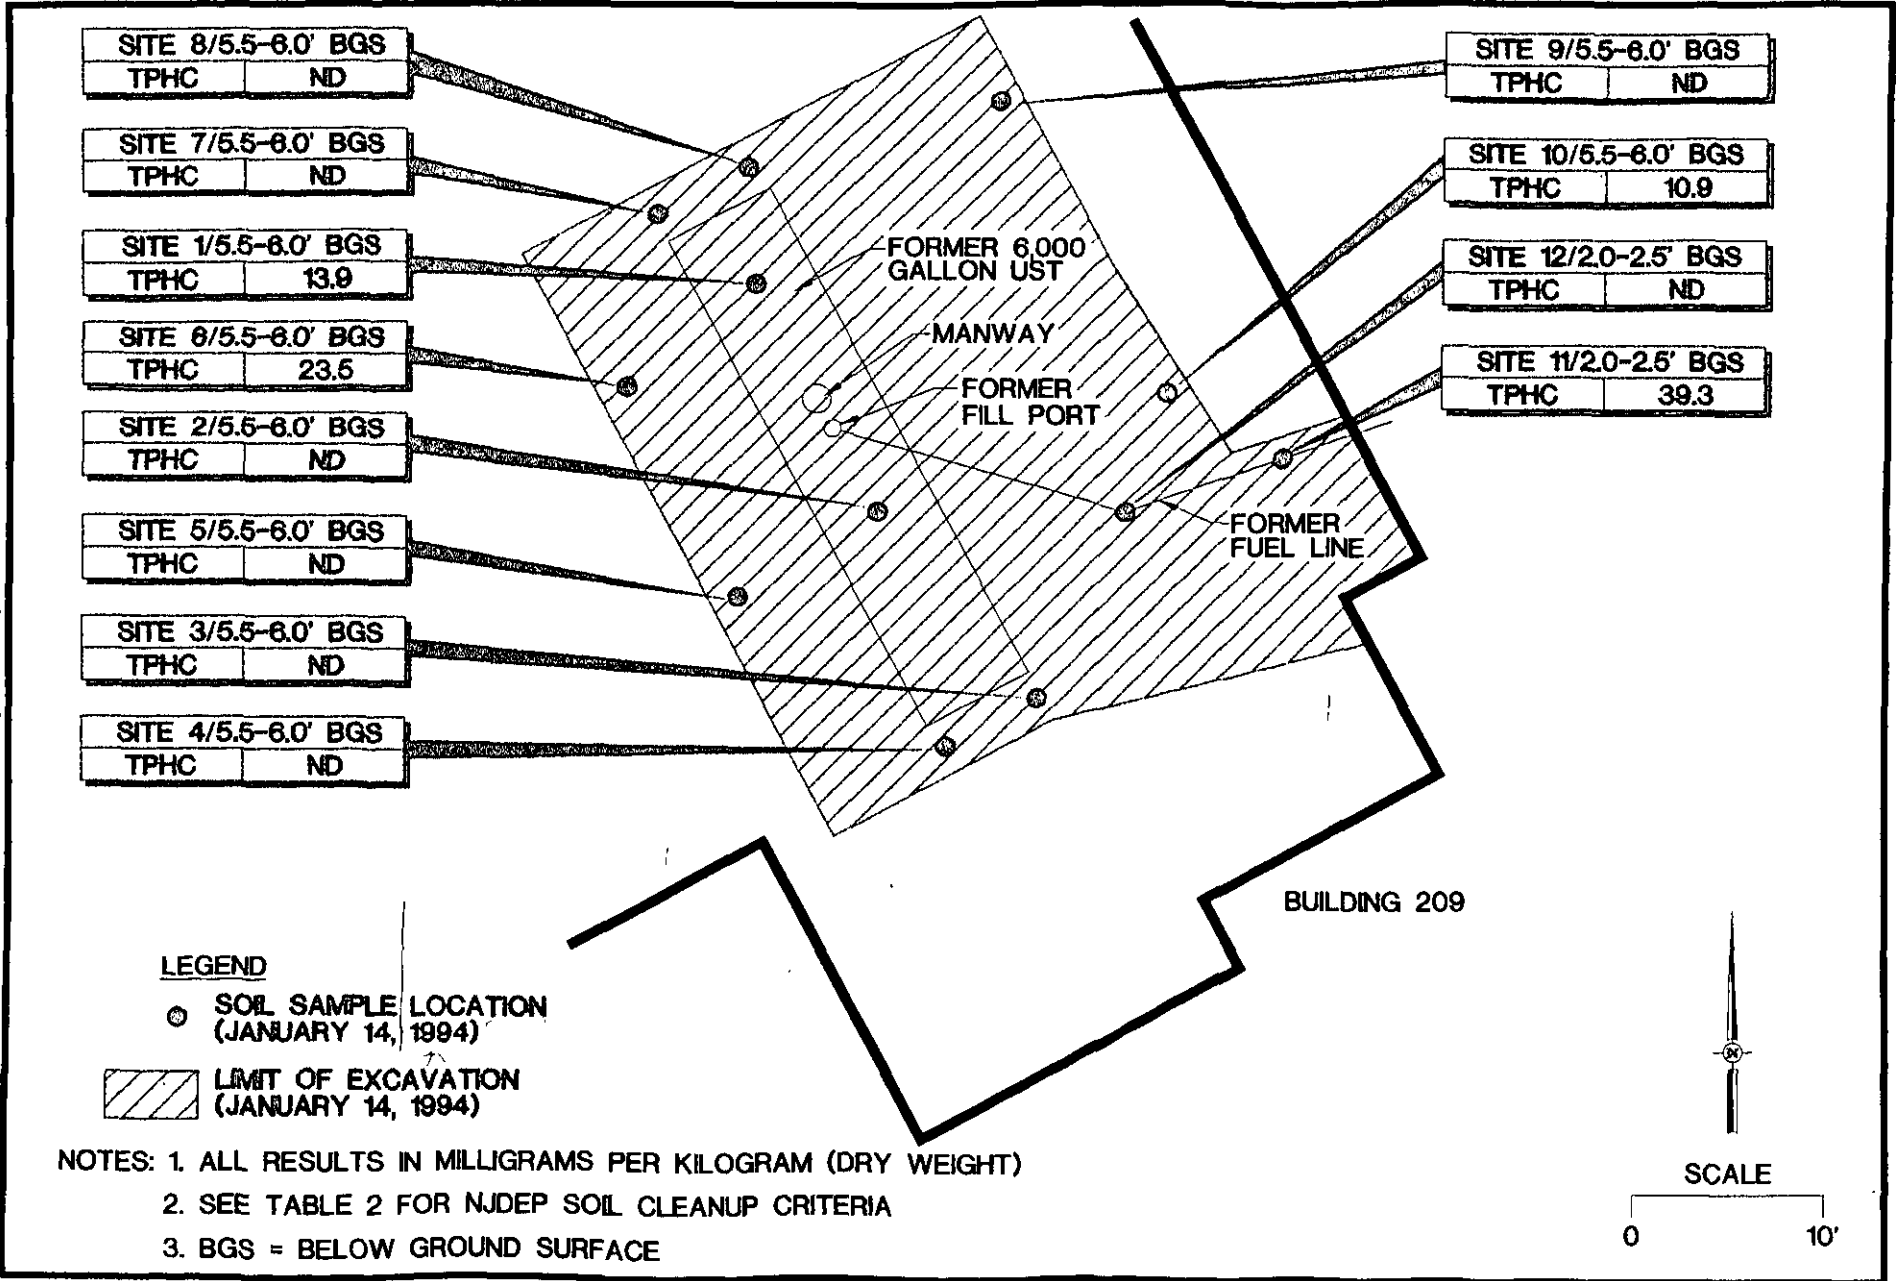 SITE 8/5.5-6.0' BGS
TPHC ND
SITE 7/5.5-6.0' BGS
TPHC ND
SITE 1/5.5-6.0' BGS
TPHC 13.9
SITE 6/5.5-6.0' BGS
TPHC 23.5
SITE 2/5.5-6.0' BGS
TPHC ND
SITE 5/5.5-6.0' BGS
TPHC ND
SITE 3/5.5-6.0' BGS
TPHC ND
SITE 4/5.5-6.0' BGS
TPHC ND
FORMER 6,000
GALLON UST
MANWAY
FORMER
FILL PORT
FORMER
FUEL LINE
SITE 9/5.5-6.0' BGS
TPHC ND
SITE 10/5.5-6.0' BGS
TPHC 10.9
SITE 12/2.0-2.5' BGS
TPHC ND
SITE 11/2.0-2.5' BGS
TPHC 39.3
BUILDING 209
LEGEND
SOIL SAMPLE LOCATION
(JANUARY 14, 1994)
LIMIT OF EXCAVATION
(JANUARY 14, 1994)
NOTES: 1. ALL RESULTS IN MILLIGRAMS PER KILOGRAM (DRY WEIGHT)
2. SEE TABLE 2 FOR NJDEP SOIL CLEANUP CRITERIA
3. BGS = BELOW GROUND SURFACE
N
SCALE
0 10'